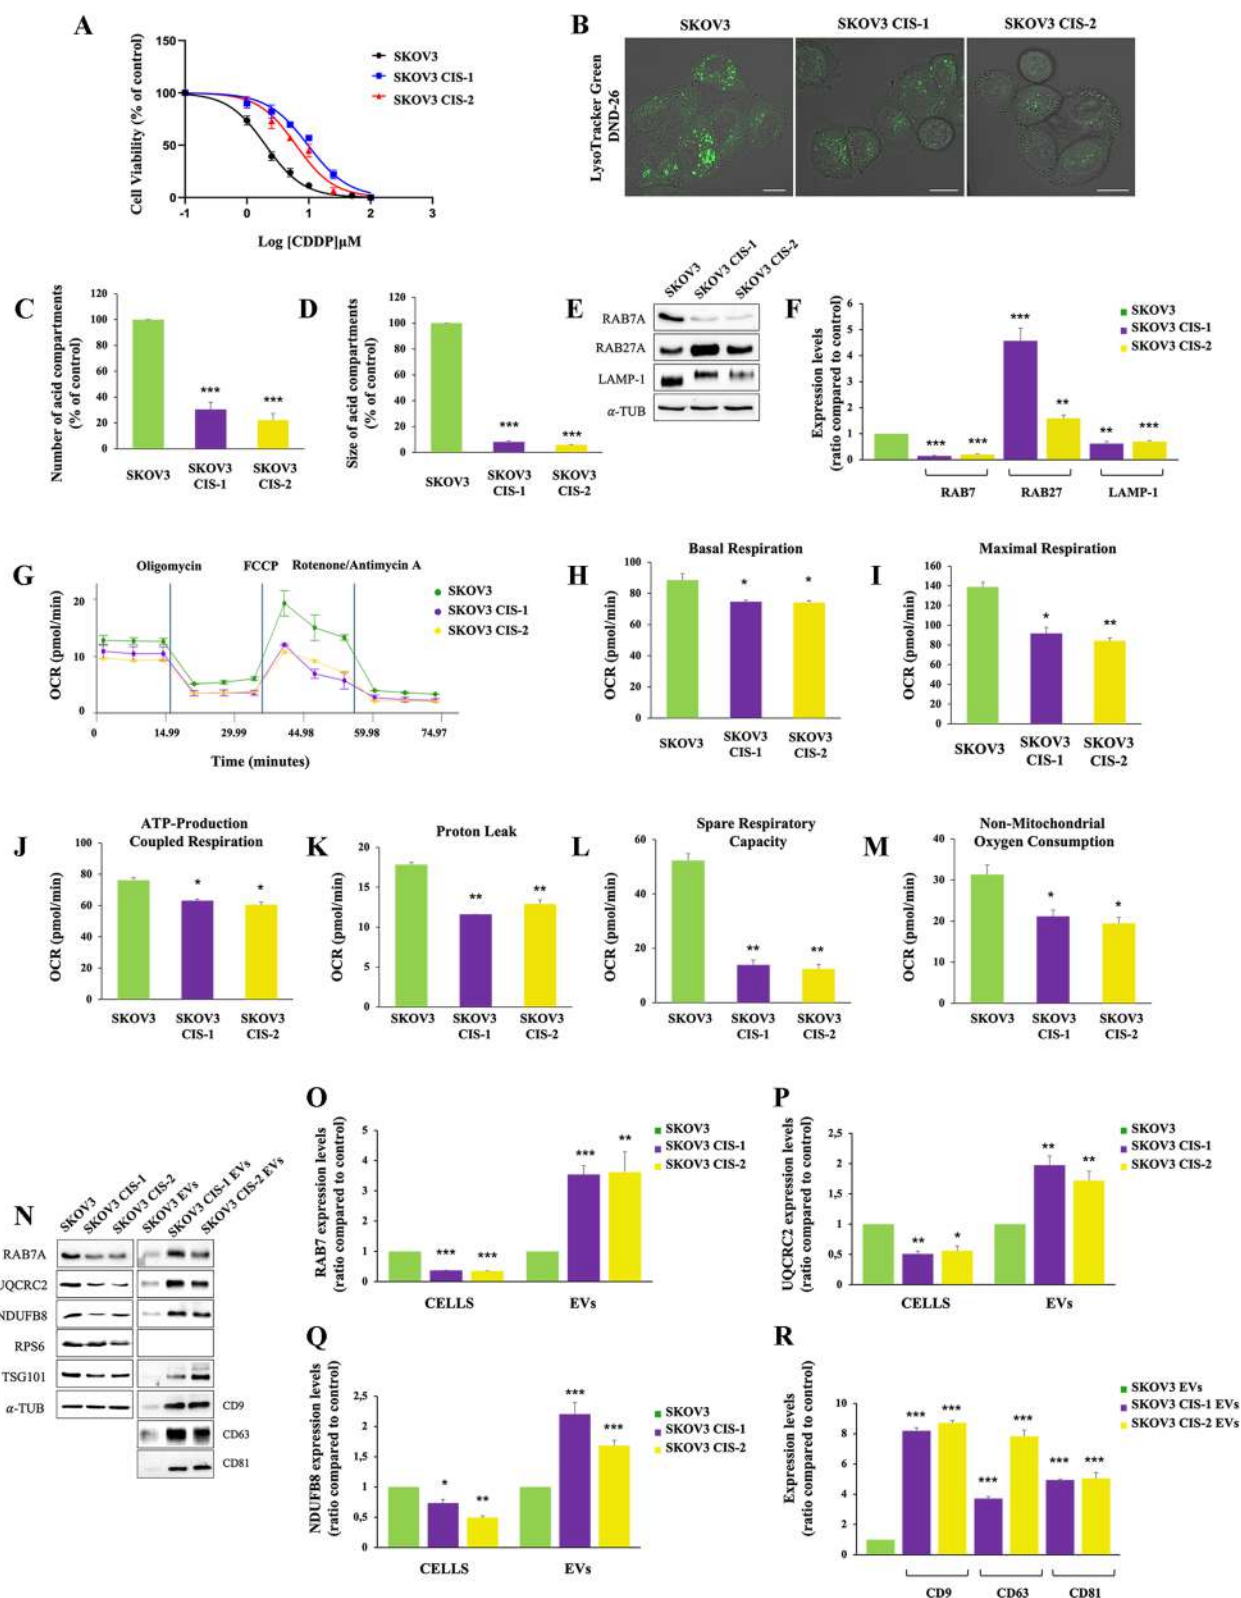 A
Cell Viability (% of control)
150
100
50
0
-1
0
1
2
3
Log [CDDP]µM
SKOV3
SKOV3 CIS-1
SKOV3 CIS-2
B
SKOV3
SKOV3 CIS-1
SKOV3 CIS-2
LysoTracker Green
DND-26
C
Number of acid compartments
(% of control)
120
100
80
60
40
20
0
***
***
SKOV3
SKOV3
CIS-1
SKOV3
CIS-2
D
Size of acid compartments
(% of control)
120
100
80
60
40
20
0
***
***
SKOV3
SKOV3
CIS-1
SKOV3
CIS-2
E
SKOV3
SKOV3 CIS-1
SKOV3 CIS-2
RAB7A
RAB27A
LAMP-1
α-TUB
F
Expression levels
(ratio compared to control)
6
5
4
3
2
1
0
***
***
***
**
**
***
RAB7
RAB27
LAMP-1
SKOV3
SKOV3 CIS-1
SKOV3 CIS-2
G
Oligomycin
FCCP
Rotenone/Antimycin A
OCR (pmol/min)
20
10
0
0
14.99
29.99
44.98
59.98
74.97
Time (minutes)
SKOV3
SKOV3 CIS-1
SKOV3 CIS-2
H
Basal Respiration
OCR (pmol/min)
100
80
60
40
20
0
*
*
SKOV3
SKOV3
CIS-1
SKOV3
CIS-2
I
Maximal Respiration
OCR (pmol/min)
160
140
120
100
80
60
40
20
0
*
**
SKOV3
SKOV3
CIS-1
SKOV3
CIS-2
J
ATP-Production
Coupled Respiration
OCR (pmol/min)
100
80
60
40
20
0
*
*
SKOV3
SKOV3
CIS-1
SKOV3
CIS-2
K
Proton Leak
OCR (pmol/min)
20
15
10
5
0
**
**
SKOV3
SKOV3
CIS-1
SKOV3
CIS-2
L
Spare Respiratory
Capacity
OCR (pmol/min)
60
40
20
0
**
**
SKOV3
SKOV3
CIS-1
SKOV3
CIS-2
M
Non-Mitochondrial
Oxygen Consumption
OCR (pmol/min)
40
30
20
10
0
*
*
SKOV3
SKOV3
CIS-1
SKOV3
CIS-2
N
SKOV3
SKOV3 CIS-1
SKOV3 CIS-2
SKOV3 EVs
SKOV3 CIS-1 EVs
SKOV3 CIS-2 EVs
RAB7A
UQCRC2
NDUFB8
RPS6
TSG101
α-TUB
CD9
CD63
CD81
O
RAB7 expression levels
(ratio compared to control)
5
4
3
2
1
0
***
***
***
**
CELLS
EVs
SKOV3
SKOV3 CIS-1
SKOV3 CIS-2
P
UQCRC2 expression levels
(ratio compared to control)
2,5
2
1,5
1
0,5
0
**
*
**
**
CELLS
EVs
SKOV3
SKOV3 CIS-1
SKOV3 CIS-2
Q
NDUFB8 expression levels
(ratio compared to control)
2,5
2
1,5
1
0,5
0
*
**
***
***
CELLS
EVs
SKOV3
SKOV3 CIS-1
SKOV3 CIS-2
R
Expression levels
(ratio compared to control)
10
8
6
4
2
0
***
***
***
***
***
***
CD9
CD63
CD81
SKOV3 EVs
SKOV3 CIS-1 EVs
SKOV3 CIS-2 EVs